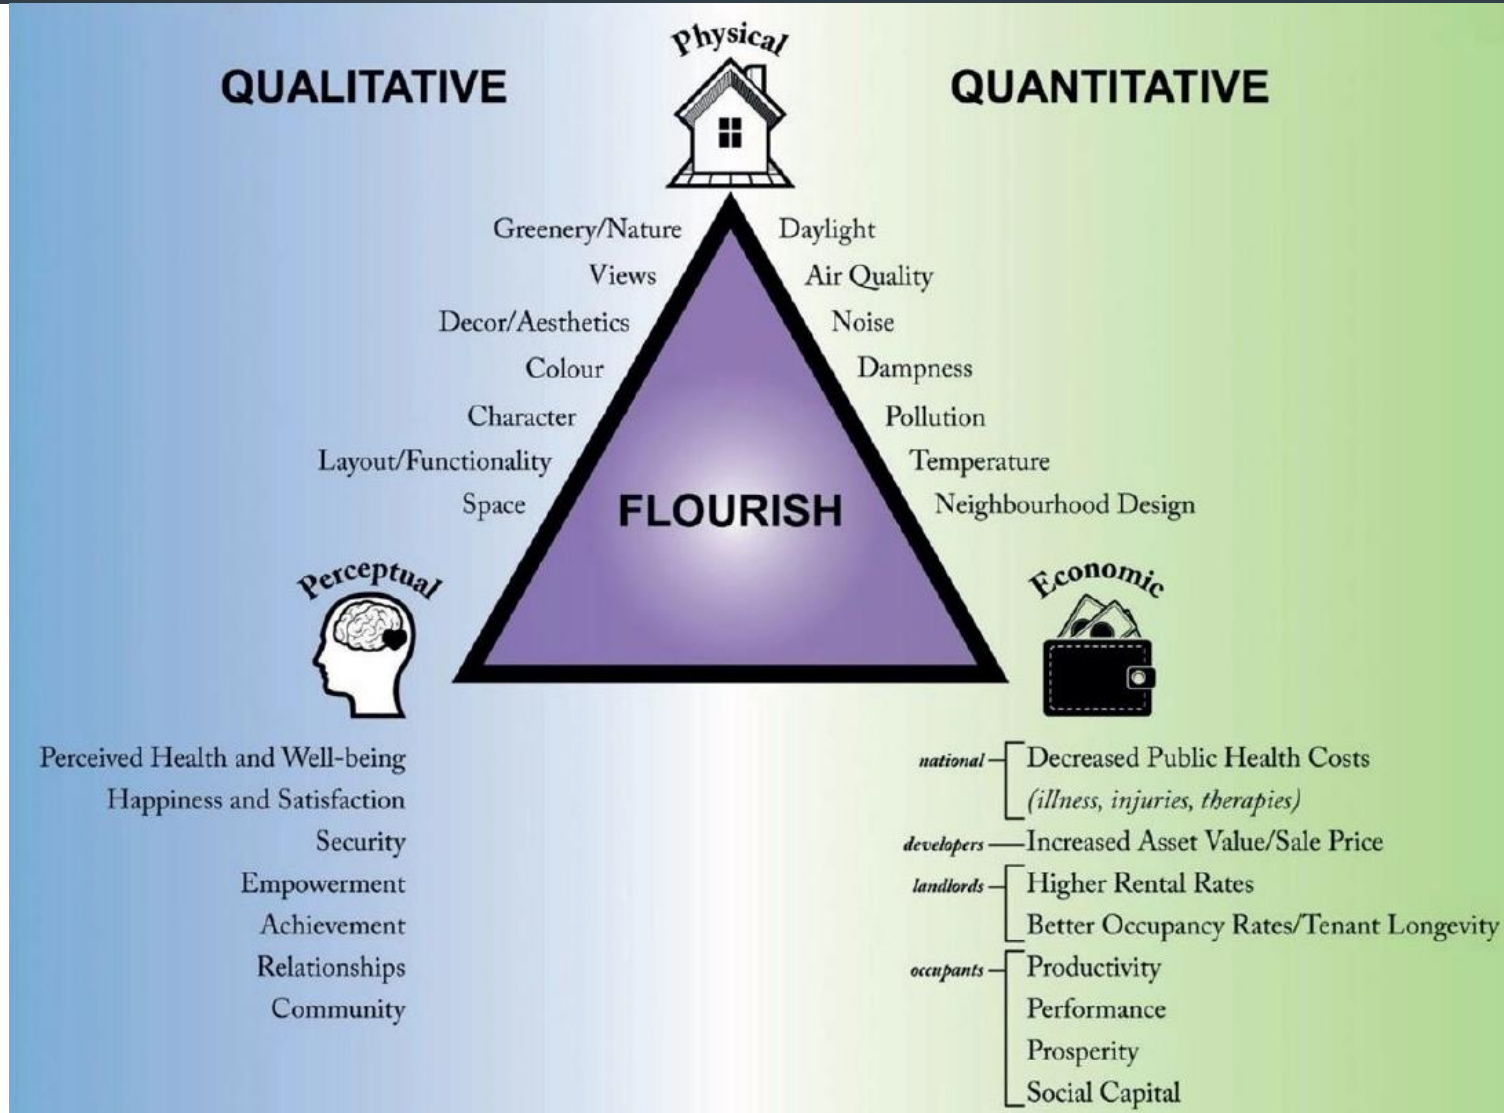 Physical
QUALITATIVE
QUANTITATIVE
Greenery/Nature
Daylight
Views
Air Quality
Decor/Aesthetics
Noise
Colour
Dampness
Character
Pollution
Layout/Functionality
Temperature
Space
FLOURISH
Neighbourhood Design
Perceptual
Economic
Perceived Health and Well-being
Happiness and Satisfaction
Security
Empowerment
Achievement
Relationships
Community
national
Decreased Public Health Costs
(illness, injuries, therapies)
developers
Increased Asset Value/Sale Price
landlords
Higher Rental Rates
Better Occupancy Rates/Tenant Longevity
occupants
Productivity
Performance
Prosperity
Social Capital